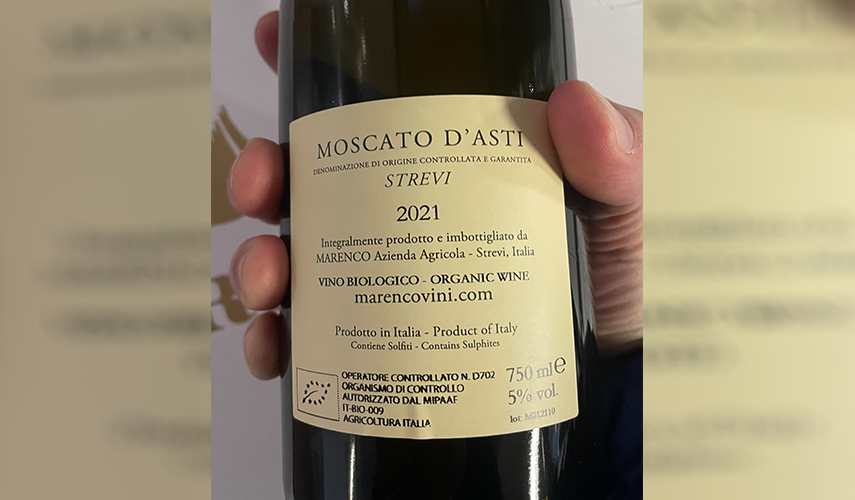 MOSCATO D'ASTI
DENOMINAZIONE DI ORIGINE CONTROLLATA E GARANTITA
STREVI
2021
Integralmente prodotto e imbottigliato da
MARENCO Azienda Agricola - Strevi, Italia
VINO BIOLOGICO - ORGANIC WINE
marencovini.com
Prodotto in Italia - Product of Italy
Contiene Solfiti - Contains Sulphites
OPERATORE CONTROLLATO N. D702
ORGANISMO DI CONTROLLO
AUTORIZZATO DAL MIPAAF
IT-BIO-009
AGRICOLTURA ITALIA
750 ml e
5% vol.
lot: